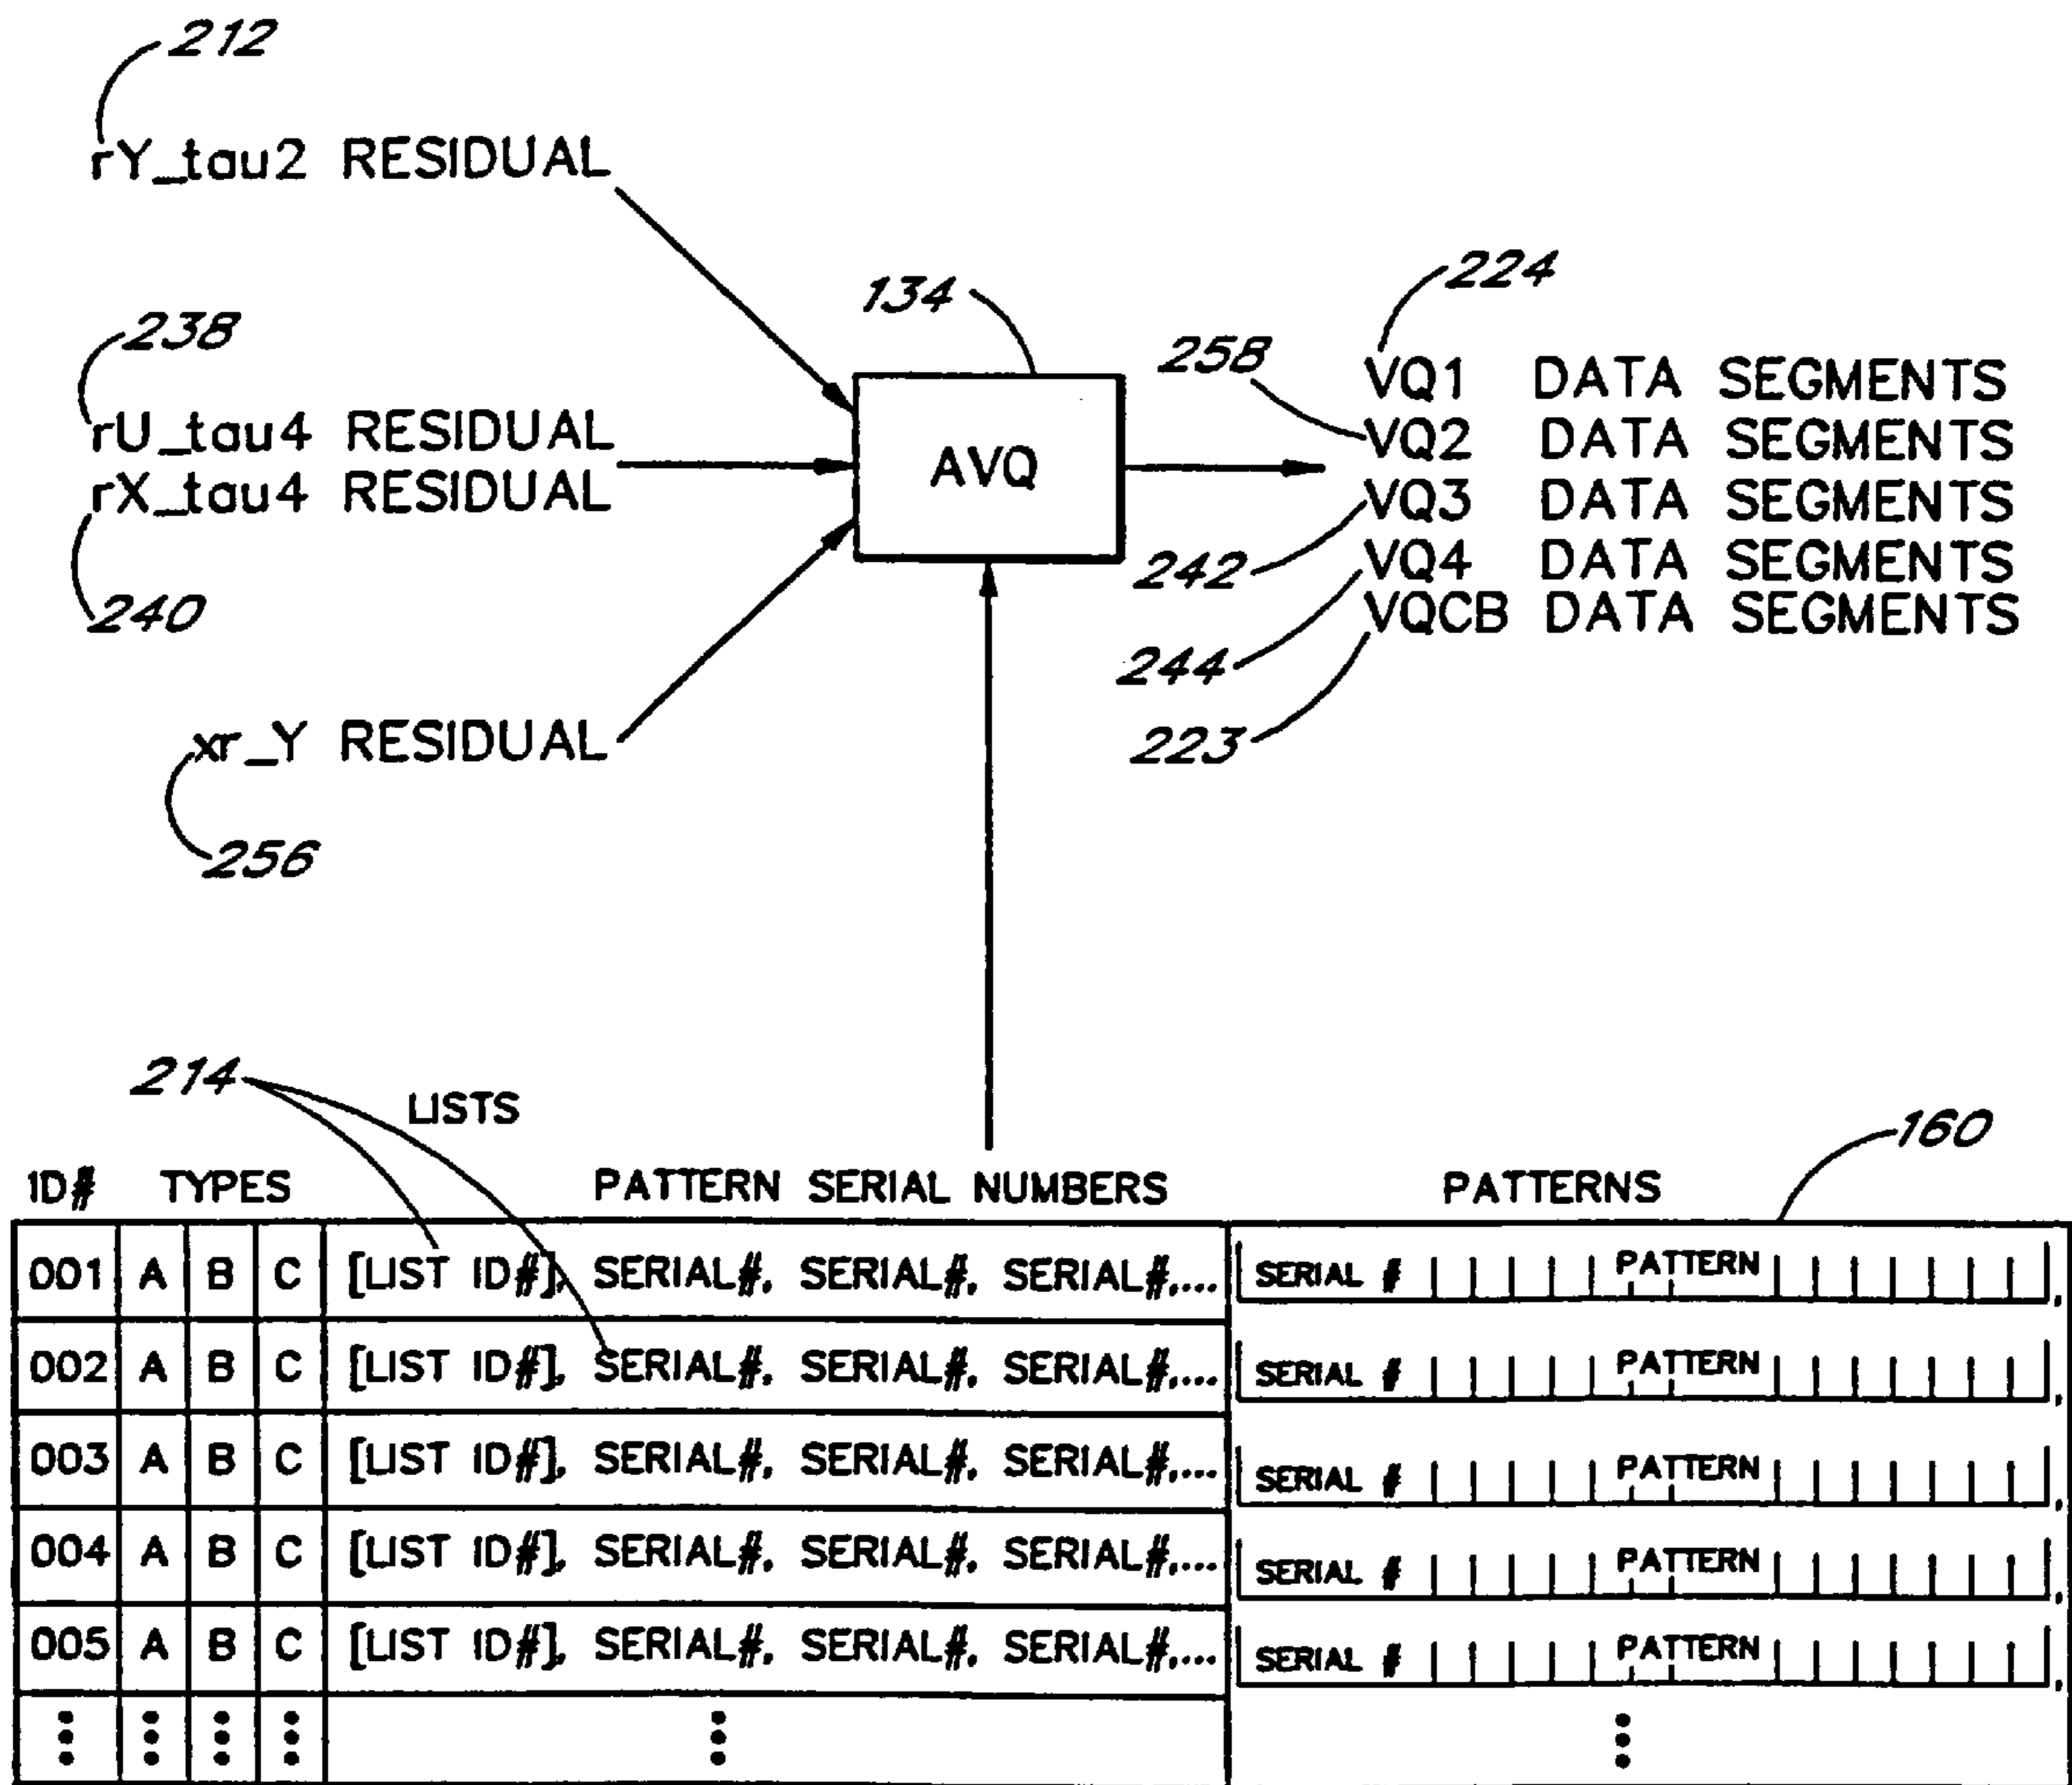 212
rY_tau2 RESIDUAL
238
rU_tau4 RESIDUAL
rX_tau4 RESIDUAL
240
xr_Y RESIDUAL
256
134
AVQ
224
258
VQ1 DATA SEGMENTS
VQ2 DATA SEGMENTS
VQ3 DATA SEGMENTS
VQ4 DATA SEGMENTS
VQCB DATA SEGMENTS
242
244
223
214
LISTS
160
ID# TYPES PATTERN SERIAL NUMBERS PATTERNS
001 A B C [LIST ID#], SERIAL#, SERIAL#, SERIAL#,... SERIAL # PATTERN ,
002 A B C [LIST ID#], SERIAL#, SERIAL#, SERIAL#,... SERIAL # PATTERN ,
003 A B C [LIST ID#], SERIAL#, SERIAL#, SERIAL#,... SERIAL # PATTERN ,
004 A B C [LIST ID#], SERIAL#, SERIAL#, SERIAL#,... SERIAL # PATTERN ,
005 A B C [LIST ID#], SERIAL#, SERIAL#, SERIAL#,... SERIAL # PATTERN ,